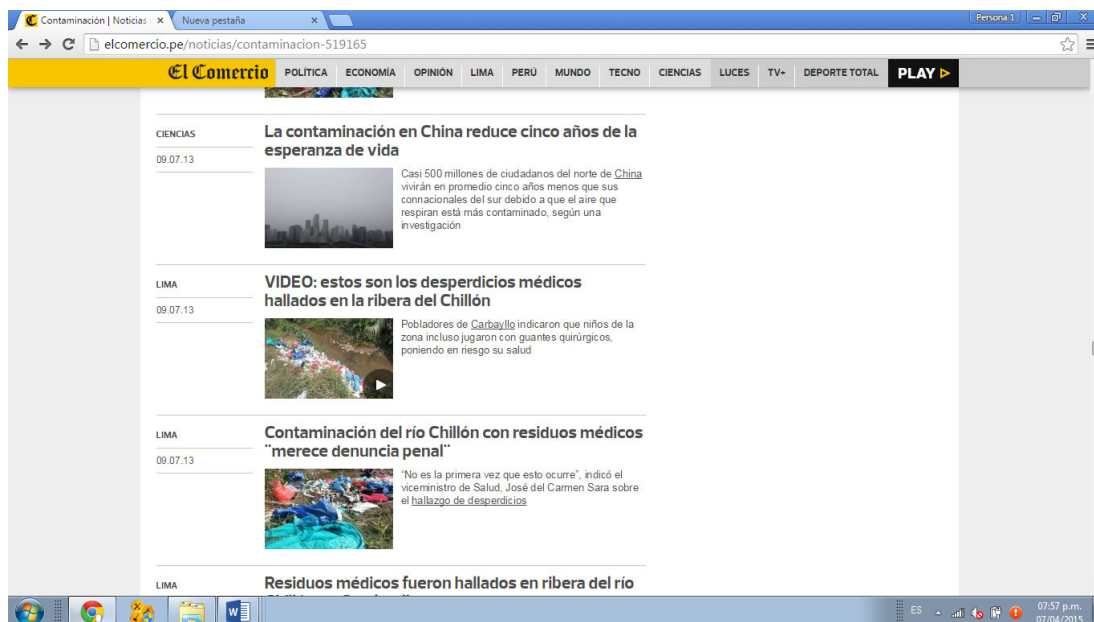 Contaminación | Noticias
Nueva pestaña
Persona 1
elcomercio.pe/noticias/contaminacion-519165
El Comercio POLÍTICA ECONOMÍA OPINIÓN LIMA PERÚ MUNDO TECNO CIENCIAS LUCES TV+ DEPORTE TOTAL PLAY
CIENCIAS
09.07.13
La contaminación en China reduce cinco años de la
esperanza de vida
Casi 500 millones de ciudadanos del norte de China
vivirán en promedio cinco años menos que sus
connacionales del sur debido a que el aire que
respiran está más contaminado, según una
investigación
LIMA
09.07.13
VIDEO: estos son los desperdicios médicos
hallados en la ribera del Chillón
Pobladores de Carbayllo indicaron que niños de la
zona incluso jugaron con guantes quirúrgicos,
poniendo en riesgo su salud
LIMA
09.07.13
Contaminación del río Chillón con residuos médicos
¨merece denuncia penal¨
“No es la primera vez que esto ocurre”, indicó el
viceministro de Salud, José del Carmen Sara sobre
el hallazgo de desperdicios
LIMA
Residuos médicos fueron hallados en ribera del río
ES
07:57 p.m.
07/04/2015